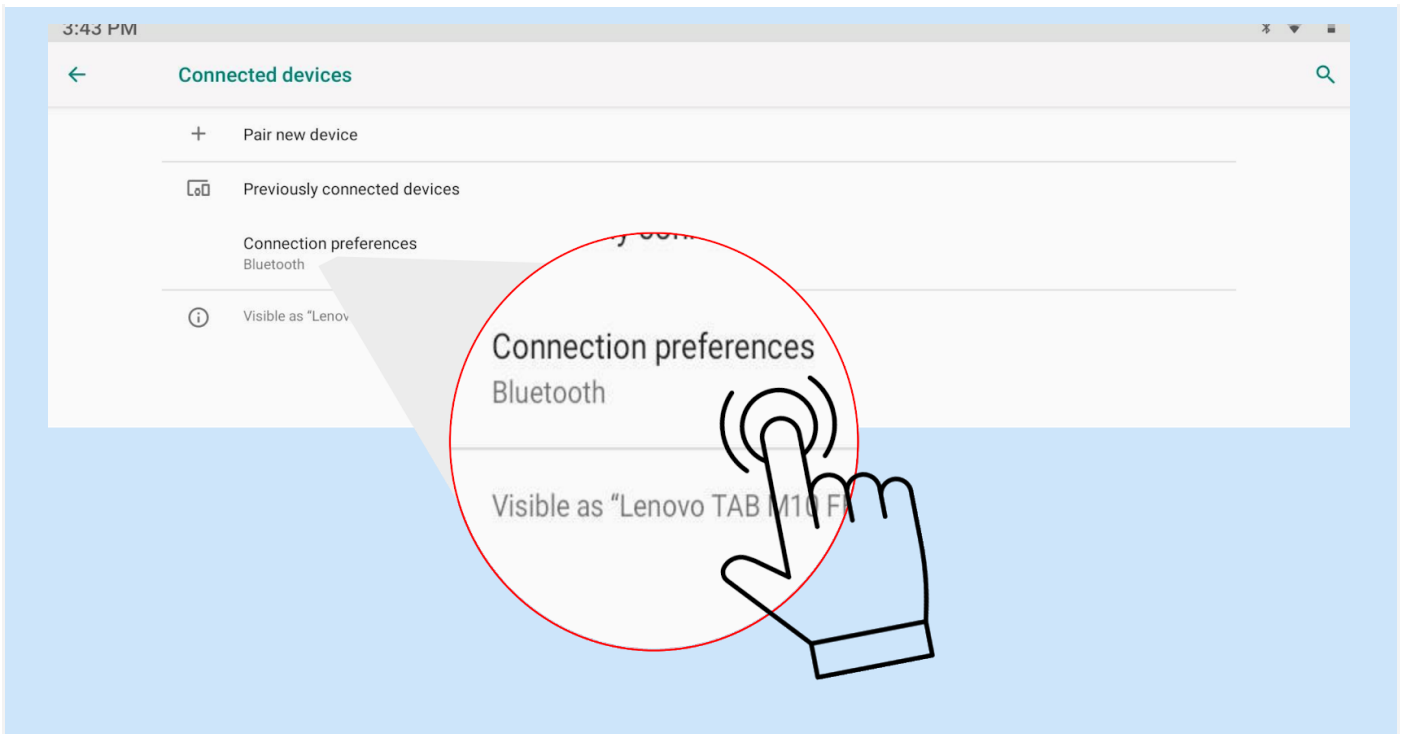 3:43 PM
Connected devices
Pair new device
Previously connected devices
Connection preferences
Bluetooth
Visible as “Lenov
Connection preferences
Bluetooth
Visible as “Lenovo TAB M10